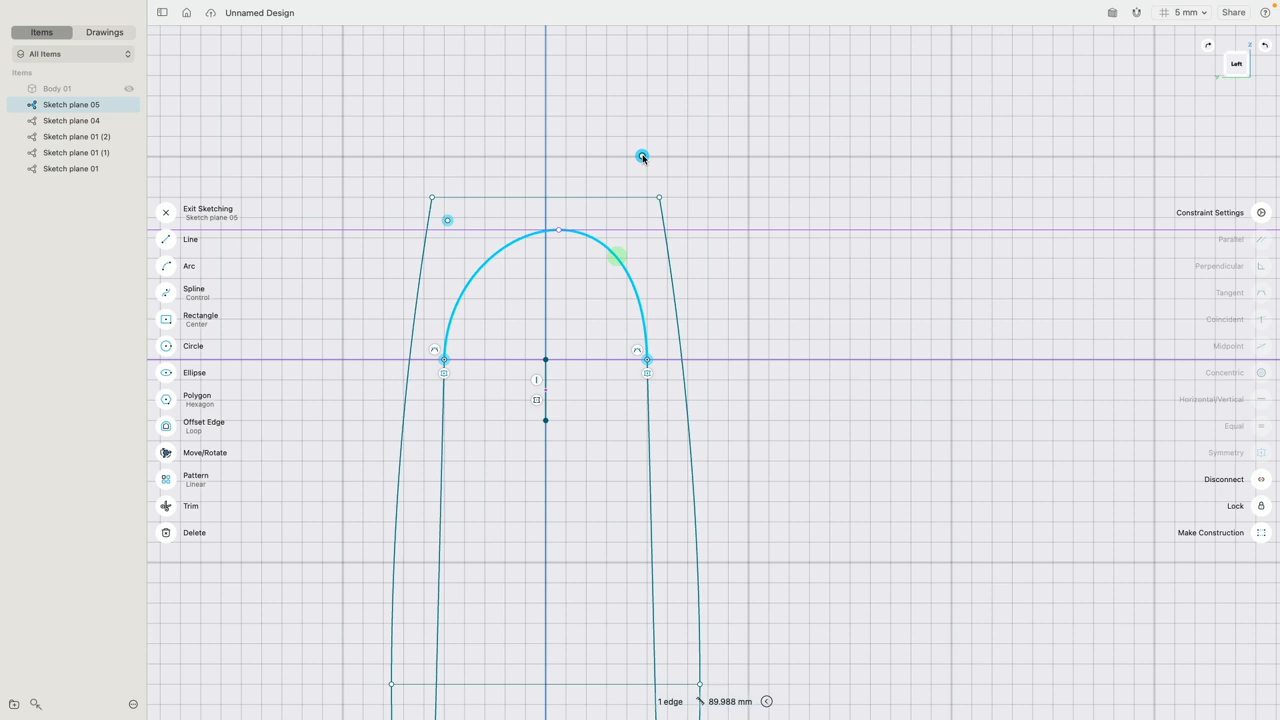 Unnamed Design
5 mm
Share
Items
Drawings
All Items
Items
Body 01
Sketch plane 05
Sketch plane 04
Sketch plane 01 (2)
Sketch plane 01 (1)
Sketch plane 01
Z
Left
Y
Exit Sketching
Sketch plane 05
Line
Arc
Spline
Control
Rectangle
Center
Circle
Ellipse
Polygon
Hexagon
Offset Edge
Loop
Move/Rotate
Pattern
Linear
Trim
Delete
Constraint Settings
Parallel
Perpendicular
Tangent
Coincident
Midpoint
Concentric
Horizontal/Vertical
Equal
Symmetry
Disconnect
Lock
Make Construction
1 edge
89.988 mm